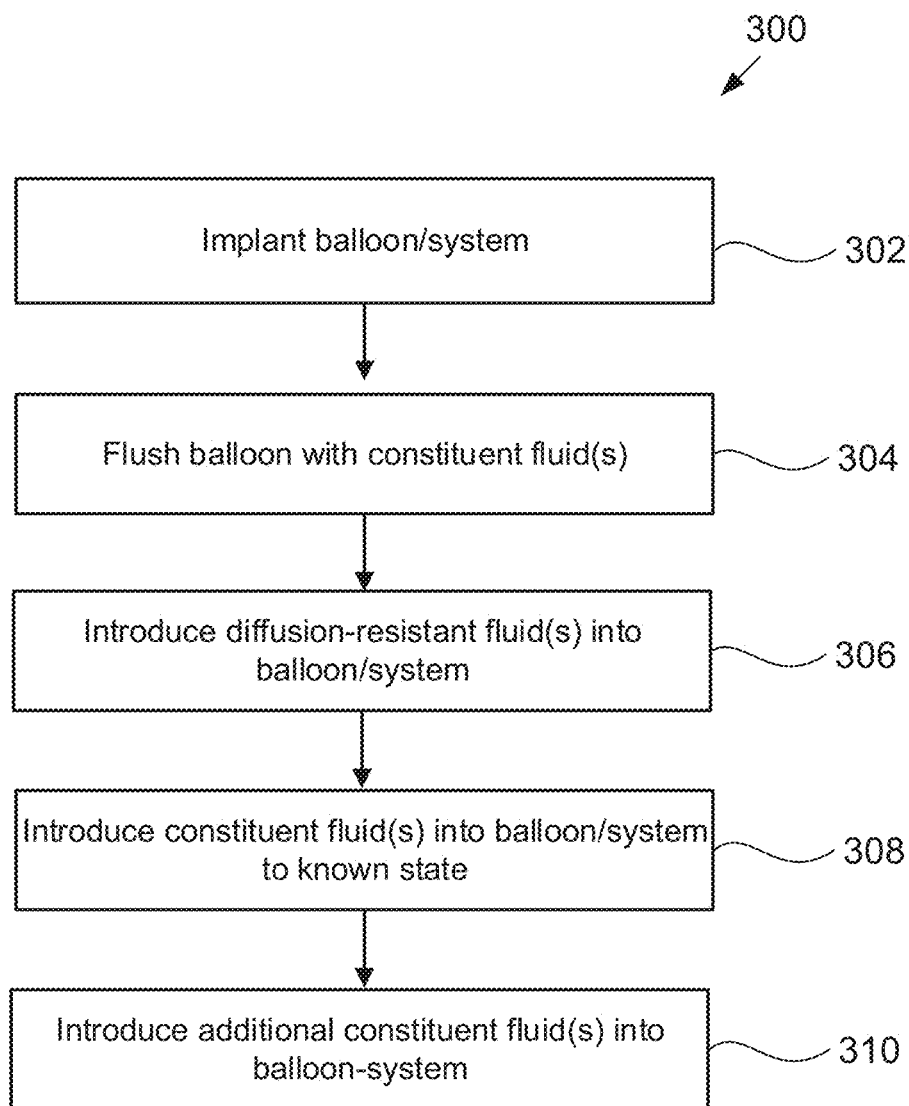 300
Implant balloon/system
302
Flush balloon with constituent fluid(s)
304
Introduce diffusion-resistant fluid(s) into
balloon/system
306
Introduce constituent fluid(s) into balloon/system
to known state
308
Introduce additional constituent fluid(s) into
balloon-system
310